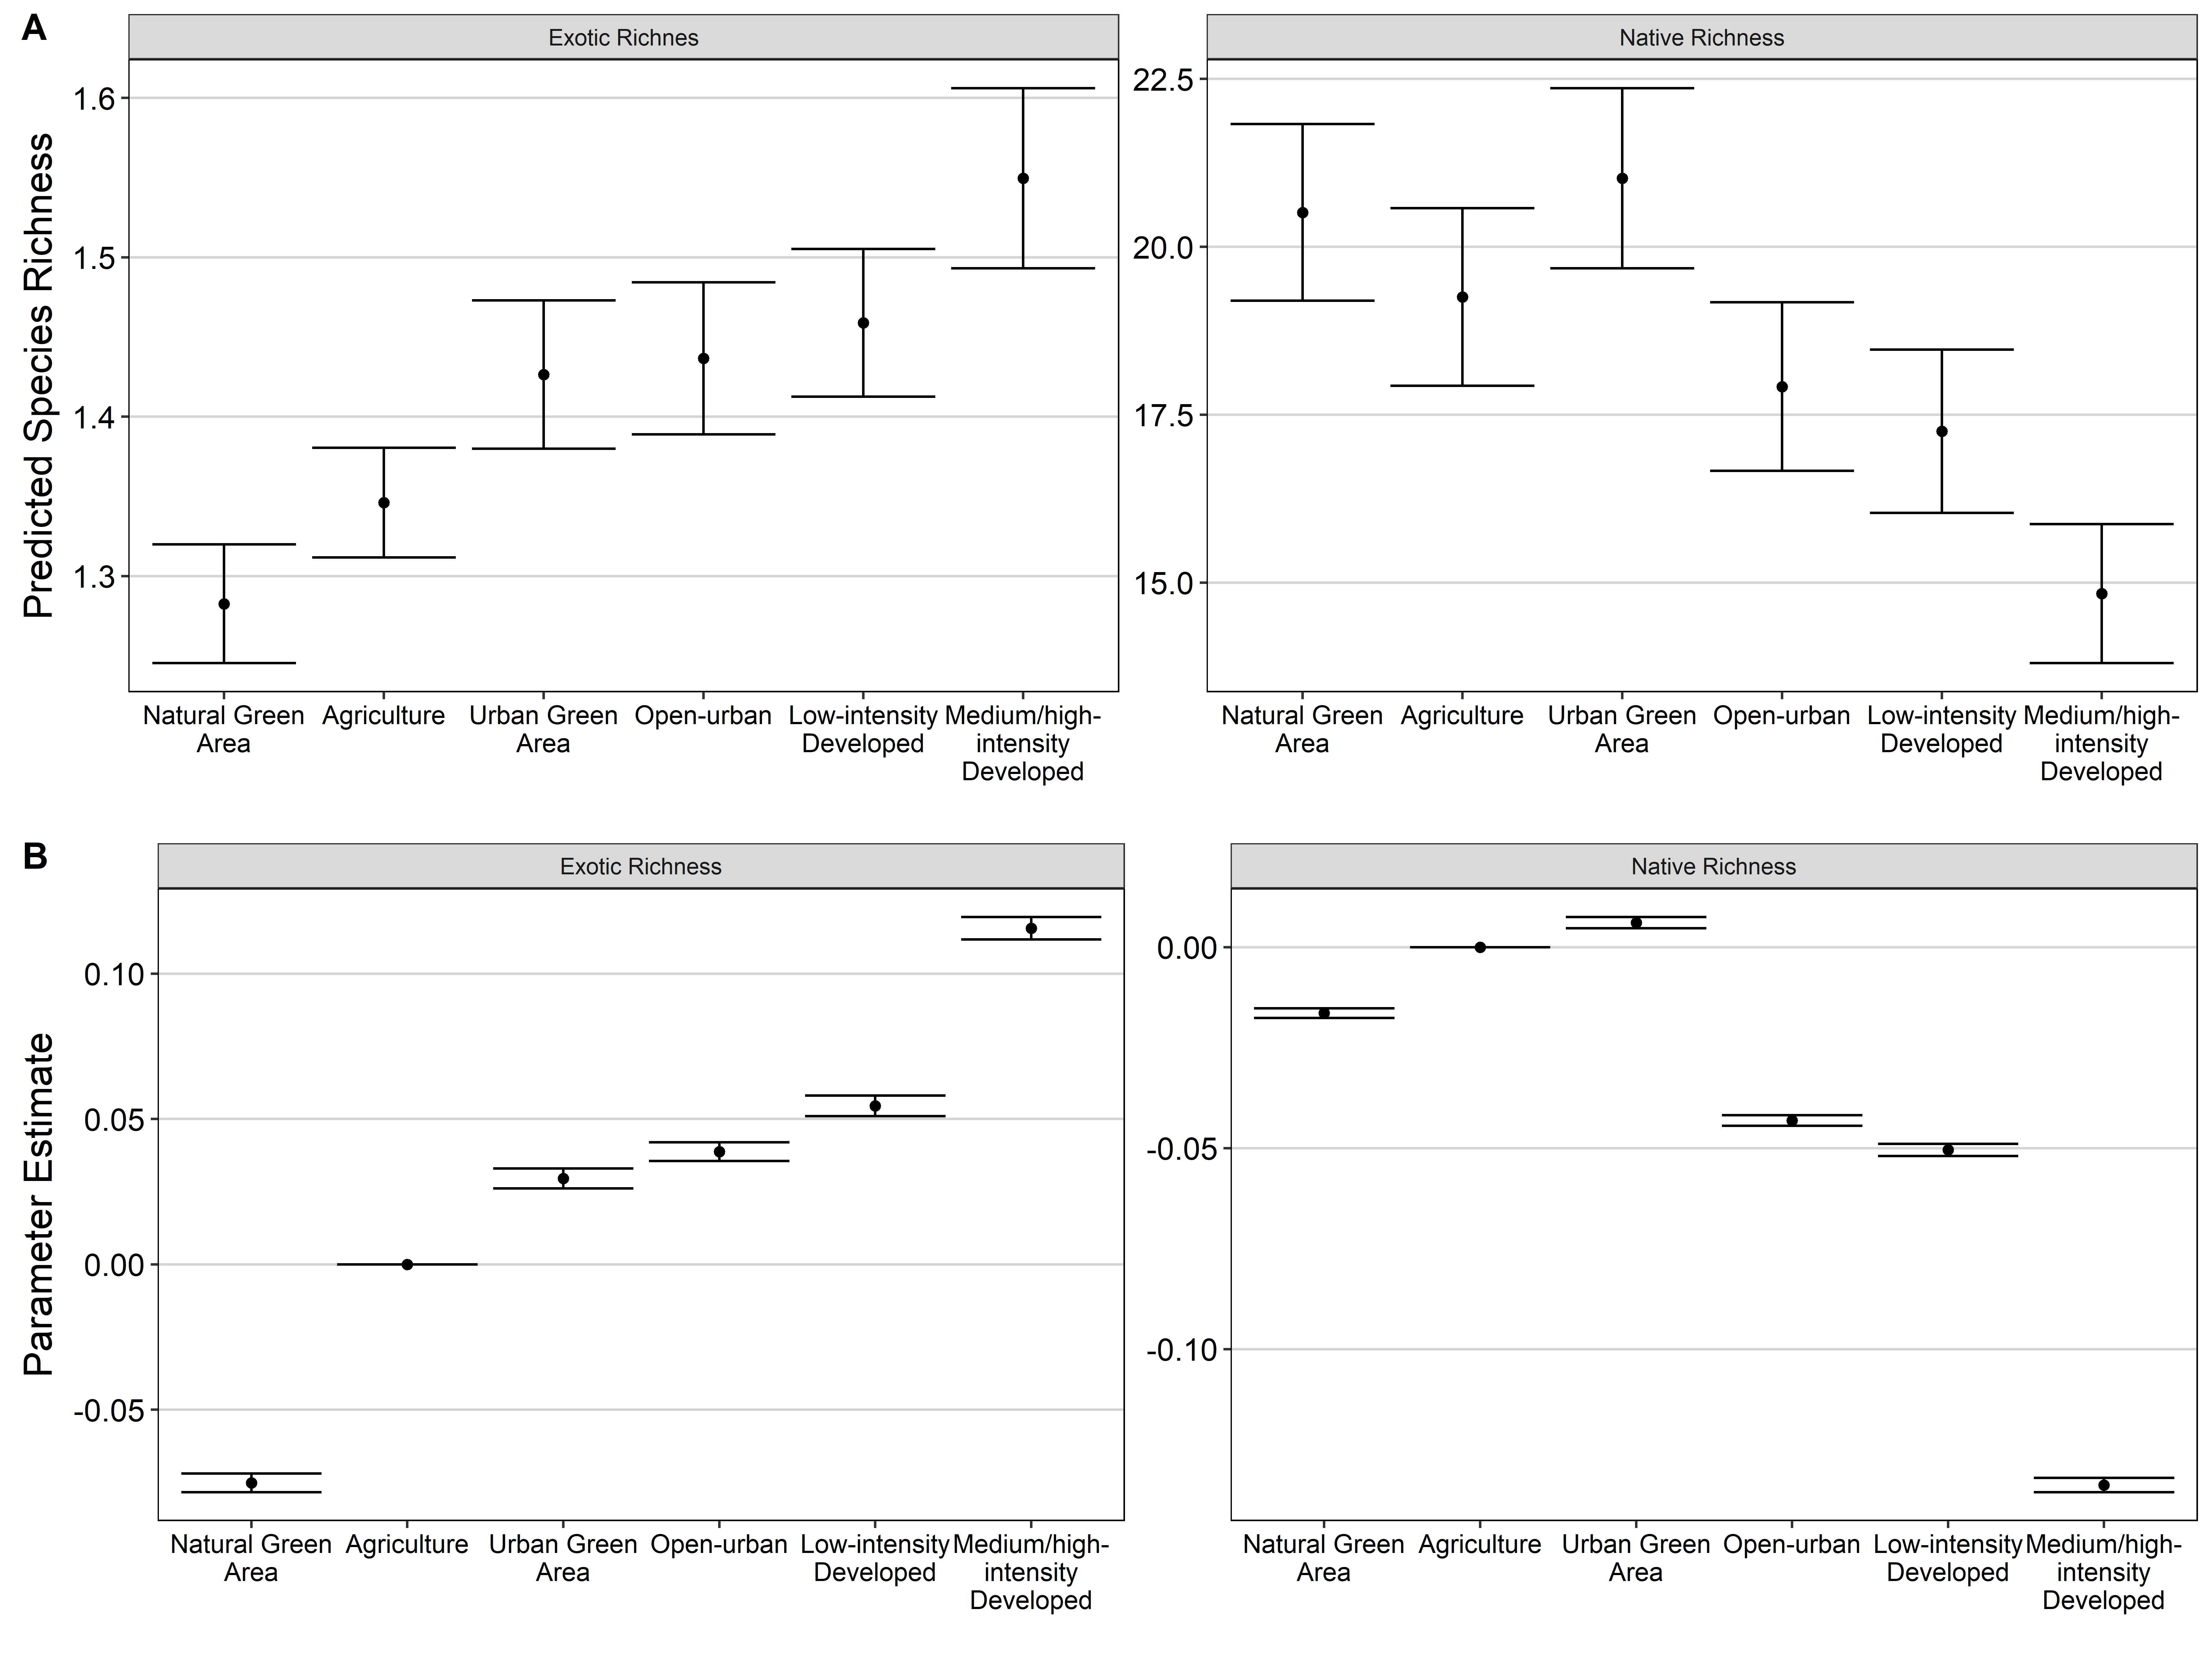 A
Exotic Richnes
Native Richness
Predicted Species Richness
1.6
1.5
1.4
1.3
22.5
20.0
17.5
15.0
Natural Green
Area
Agriculture
Urban Green
Area
Open-urban
Low-intensity
Developed
Medium/high-
intensity
Developed
Natural Green
Area
Agriculture
Urban Green
Area
Open-urban
Low-intensity
Developed
Medium/high-
intensity
Developed
B
Exotic Richness
Native Richness
Parameter Estimate
0.10
0.05
0.00
-0.05
0.00
-0.05
-0.10
Natural Green
Area
Agriculture
Urban Green
Area
Open-urban
Low-intensity
Developed
Medium/high-
intensity
Developed
Natural Green
Area
Agriculture
Urban Green
Area
Open-urban
Low-intensity
Developed
Medium/high-
intensity
Developed